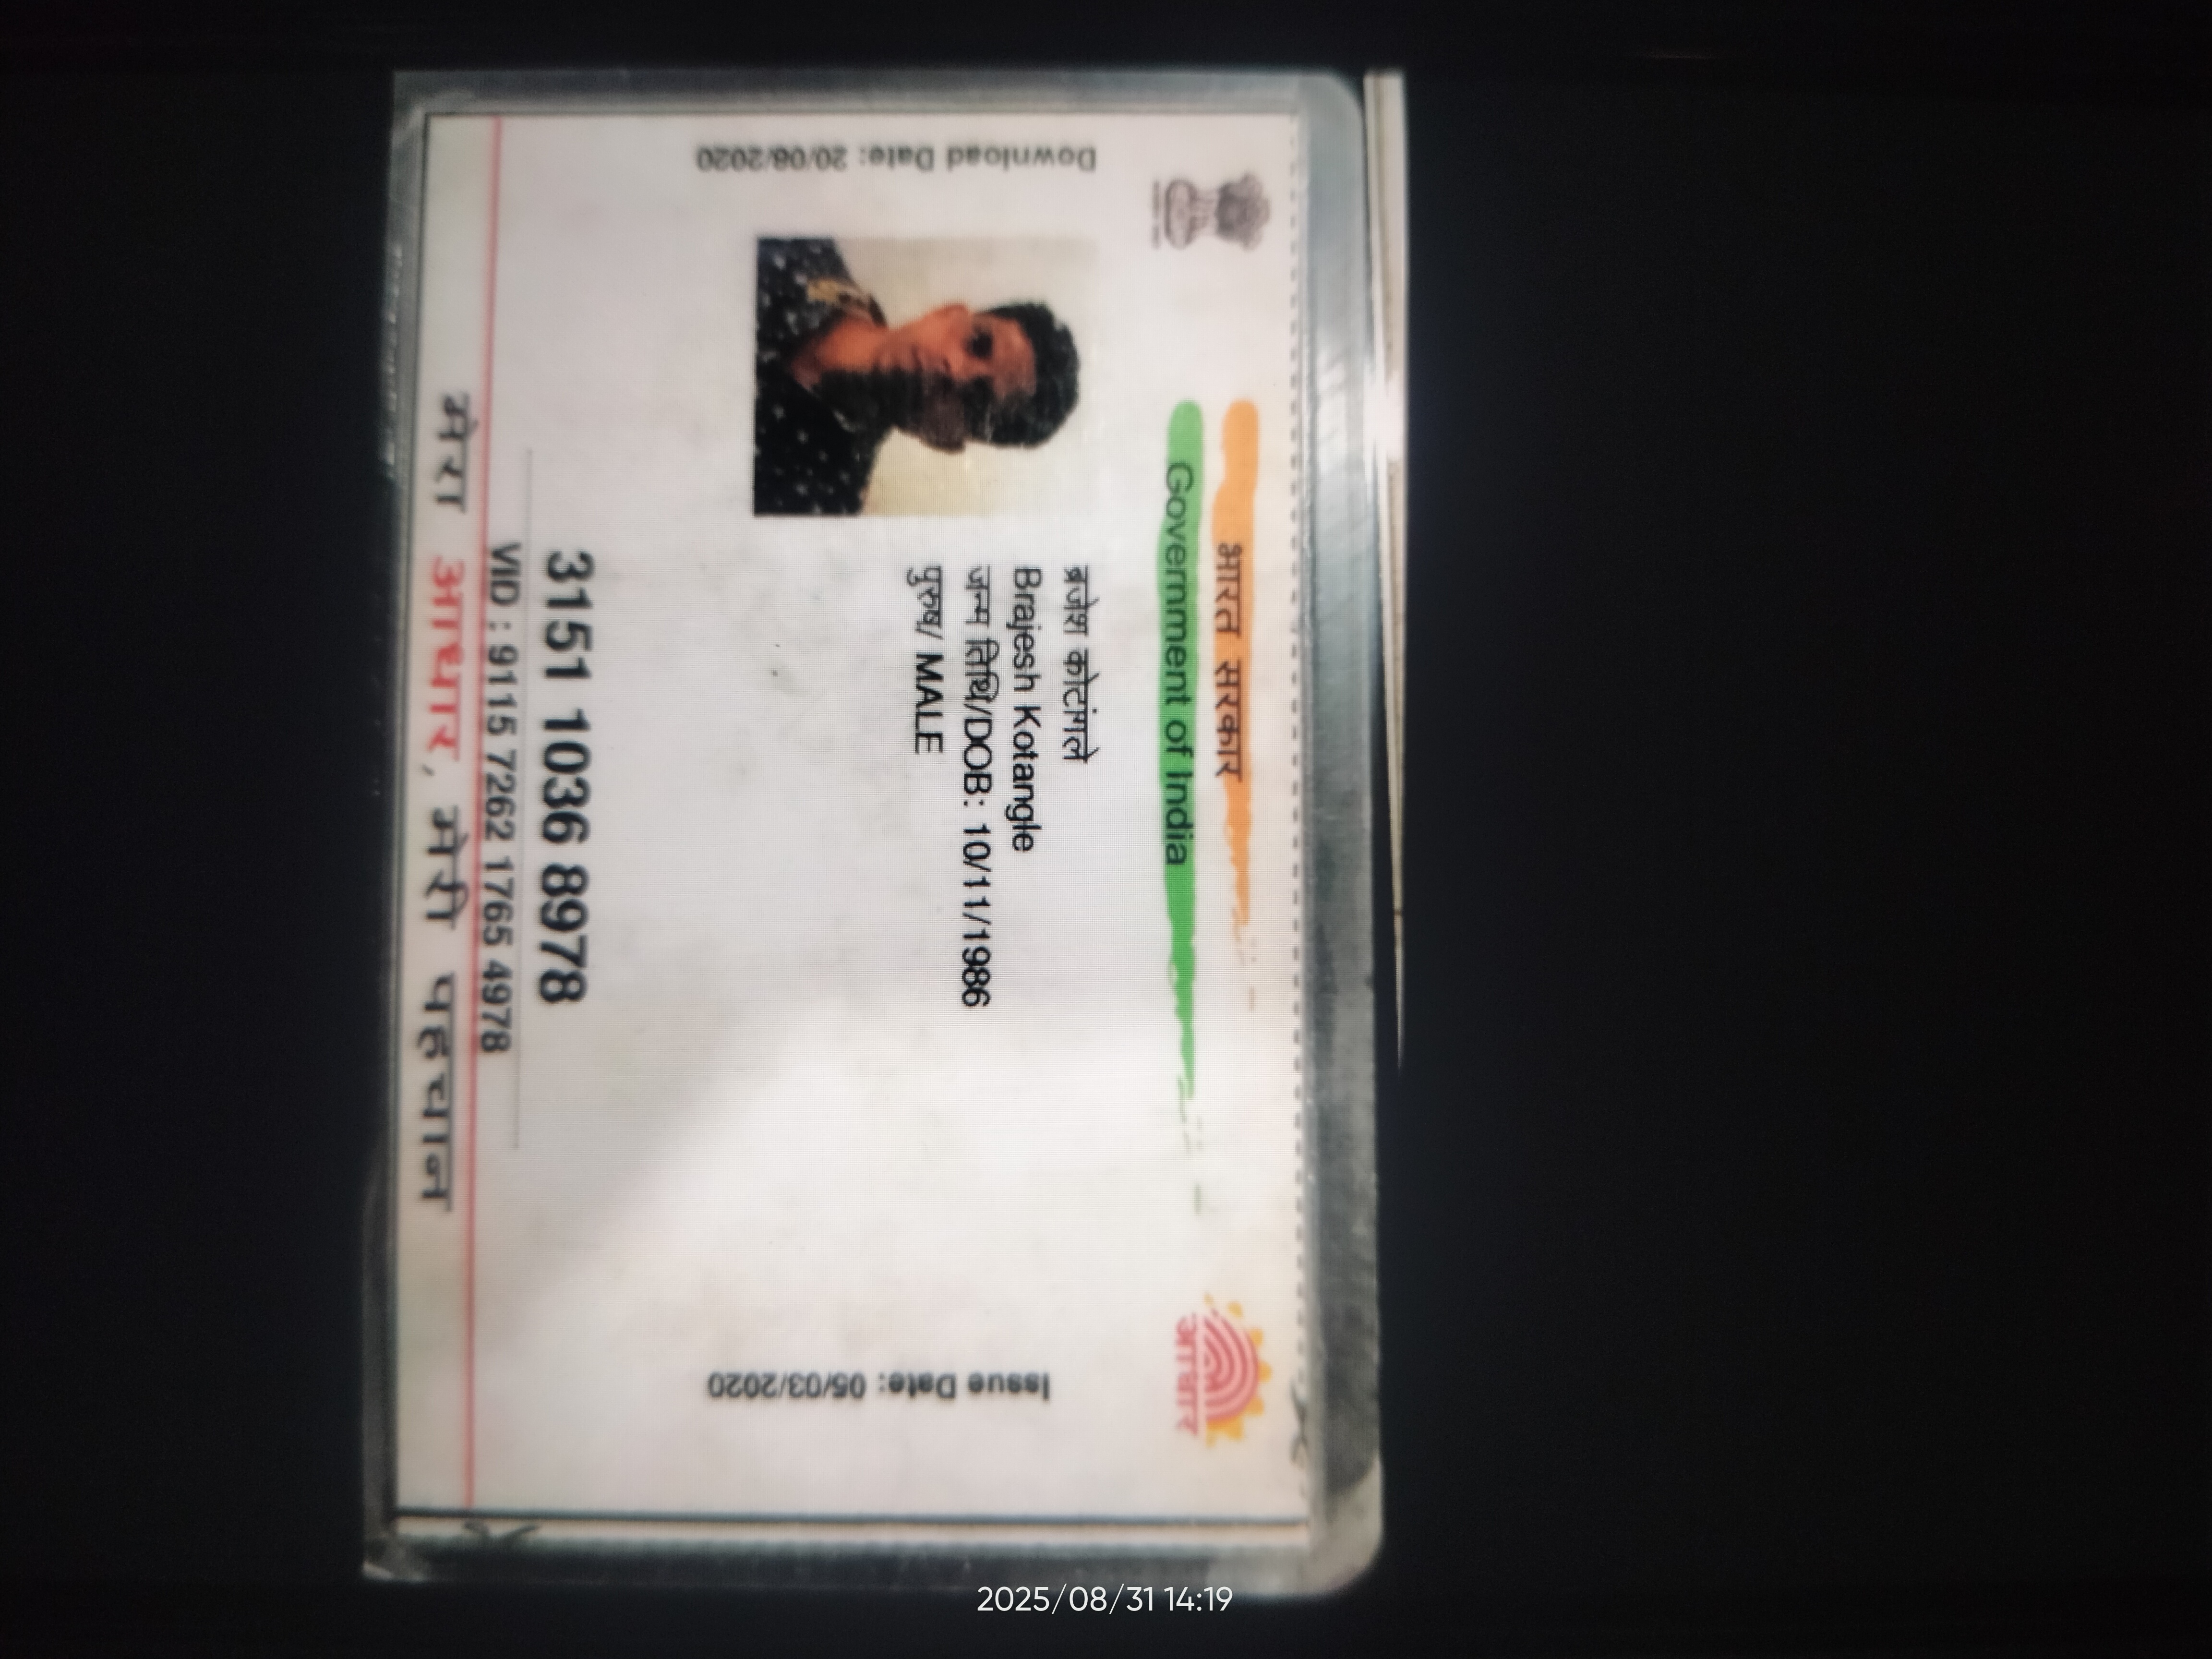 भारत सरकार
Government of India
Download Date: 20/08/2020
ब्रजेश कोटांगले
Brajesh Kotangle
जन्म तिथि/DOB: 10/11/1986
पुरुष/ MALE
Issue Date: 05/03/2020
आधार
3151 1036 8978
VID : 9115 7262 1765 4978
मेरा आधार, मेरी पहचान
2025/08/31 14:19